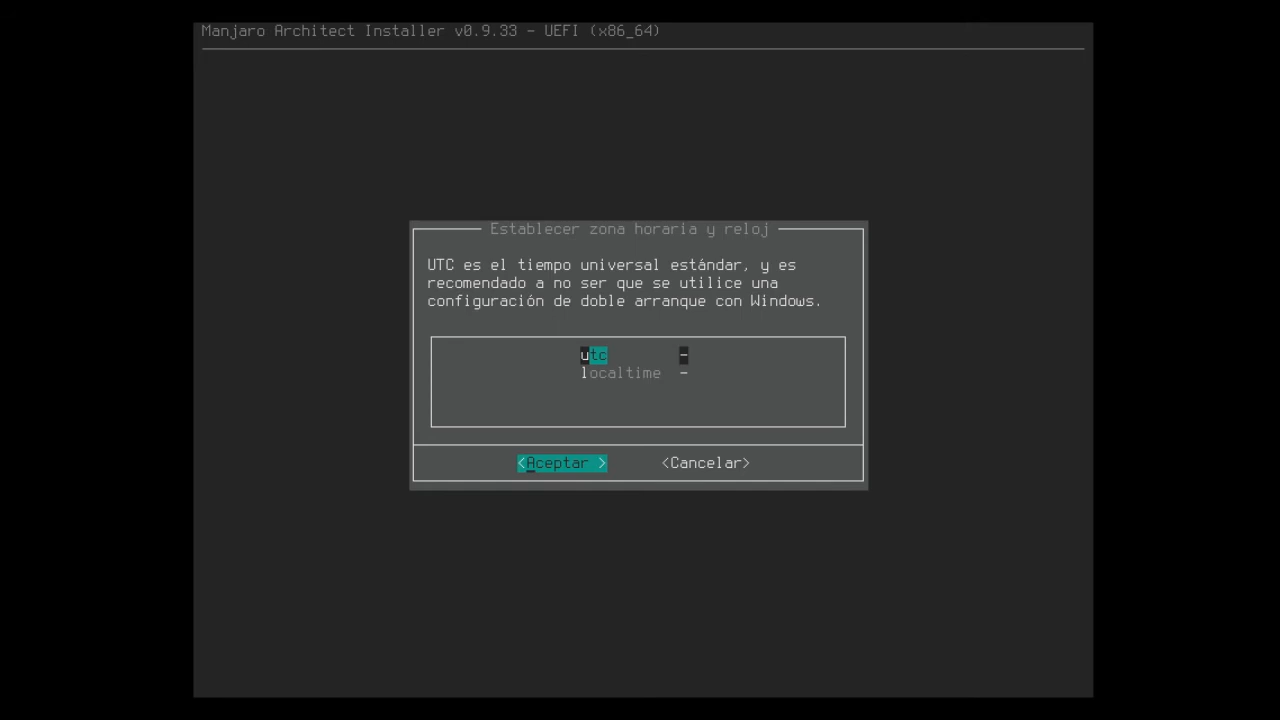 Manjaro Architect Installer v0.9.33 - UEFI (x86_64)
Establecer zona horaria y reloj
UTC es el tiempo universal estándar, y es
recomendado a no ser que se utilice una
configuración de doble arranque con Windows.
utc -
localtime -
<Aceptar > <Cancelar>